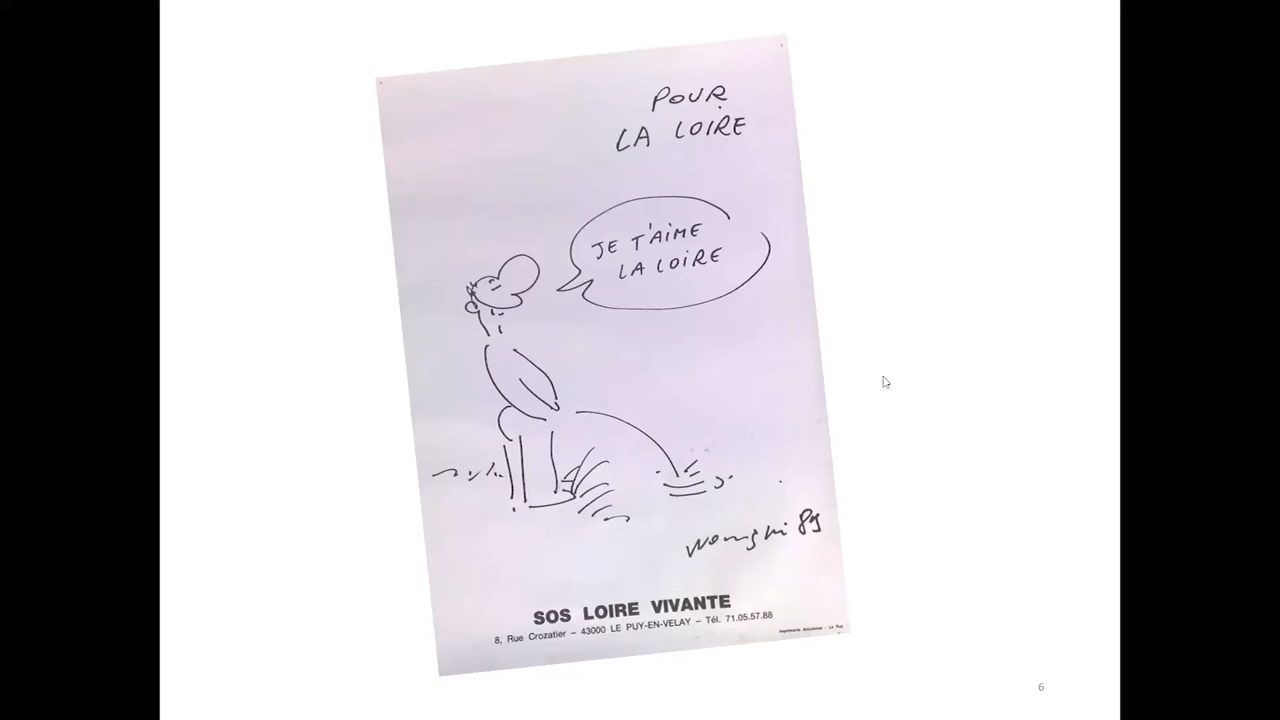 POUR
LA LOIRE
JE T'AIME
LA LOIRE
89
SOS LOIRE VIVANTE
8, Rue Crozatier – 43000 LE PUY-EN-VELAY – Tél. 71.05.57.88
6